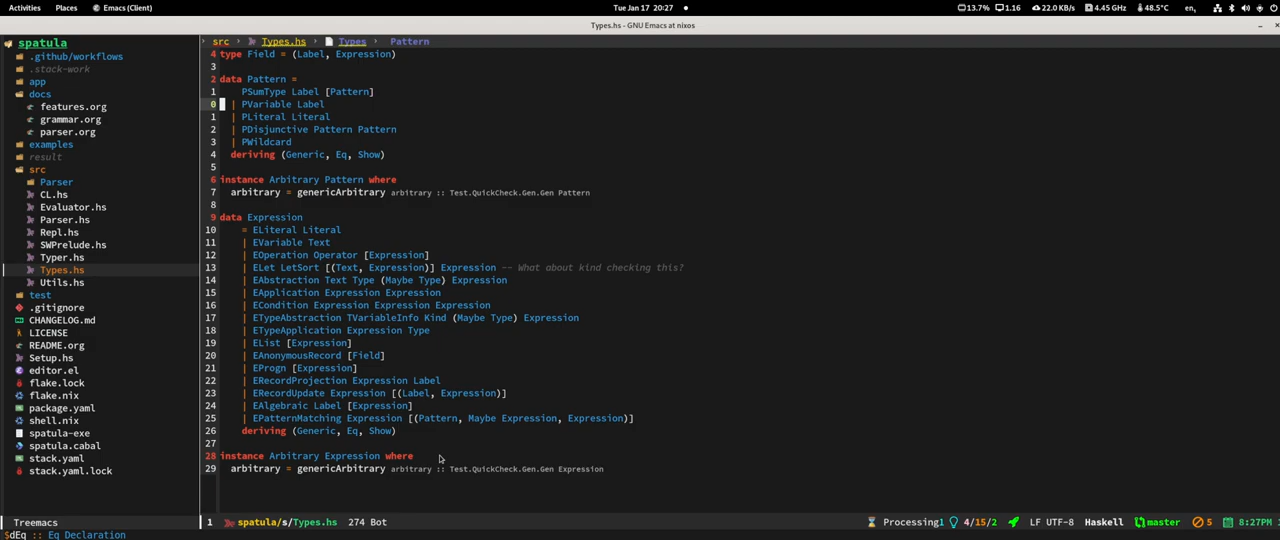 Activities Places Emacs (Client) Tue Jan 17 20:27 13.7% 1.16 22.0 KB/s 4.45 GHz 48.5°C en
Types.hs - GNU Emacs at nixos
spatula
.github/workflows
.stack-work
app
docs
features.org
grammar.org
parser.org
examples
result
src
Parser
CL.hs
Evaluator.hs
Parser.hs
Repl.hs
SWPrelude.hs
Typer.hs
Types.hs
Utils.hs
test
.gitignore
CHANGELOG.md
LICENSE
README.org
Setup.hs
editor.el
flake.lock
flake.nix
package.yaml
shell.nix
spatula-exe
spatula.cabal
stack.yaml
stack.yaml.lock
src › Types.hs › Types › Pattern
4 type Field = (Label, Expression)
3
2 data Pattern =
1 PSumType Label [Pattern]
0 | PVariable Label
1 | PLiteral Literal
2 | PDisjunctive Pattern Pattern
3 | PWildcard
4 deriving (Generic, Eq, Show)
5
6 instance Arbitrary Pattern where
7 arbitrary = genericArbitrary arbitrary :: Test.QuickCheck.Gen.Gen Pattern
8
9 data Expression
10 = ELiteral Literal
11 | EVariable Text
12 | EOperation Operator [Expression]
13 | ELet LetSort [(Text, Expression)] Expression -- What about kind checking this?
14 | EAbstraction Text Type (Maybe Type) Expression
15 | EApplication Expression Expression
16 | ECondition Expression Expression Expression
17 | ETypeAbstraction TVariableInfo Kind (Maybe Type) Expression
18 | ETypeApplication Expression Type
19 | EList [Expression]
20 | EAnonymousRecord [Field]
21 | EProgn [Expression]
22 | ERecordProjection Expression Label
23 | ERecordUpdate Expression [(Label, Expression)]
24 | EAlgebraic Label [Expression]
25 | EPatternMatching Expression [(Pattern, Maybe Expression, Expression)]
26 deriving (Generic, Eq, Show)
27
28 instance Arbitrary Expression where
29 arbitrary = genericArbitrary arbitrary :: Test.QuickCheck.Gen.Gen Expression
Treemacs 1 spatula/s/Types.hs 274 Bot Processing1 4/15/2 LF UTF-8 Haskell master 5 8:27PM
SdEq :: Eq Declaration